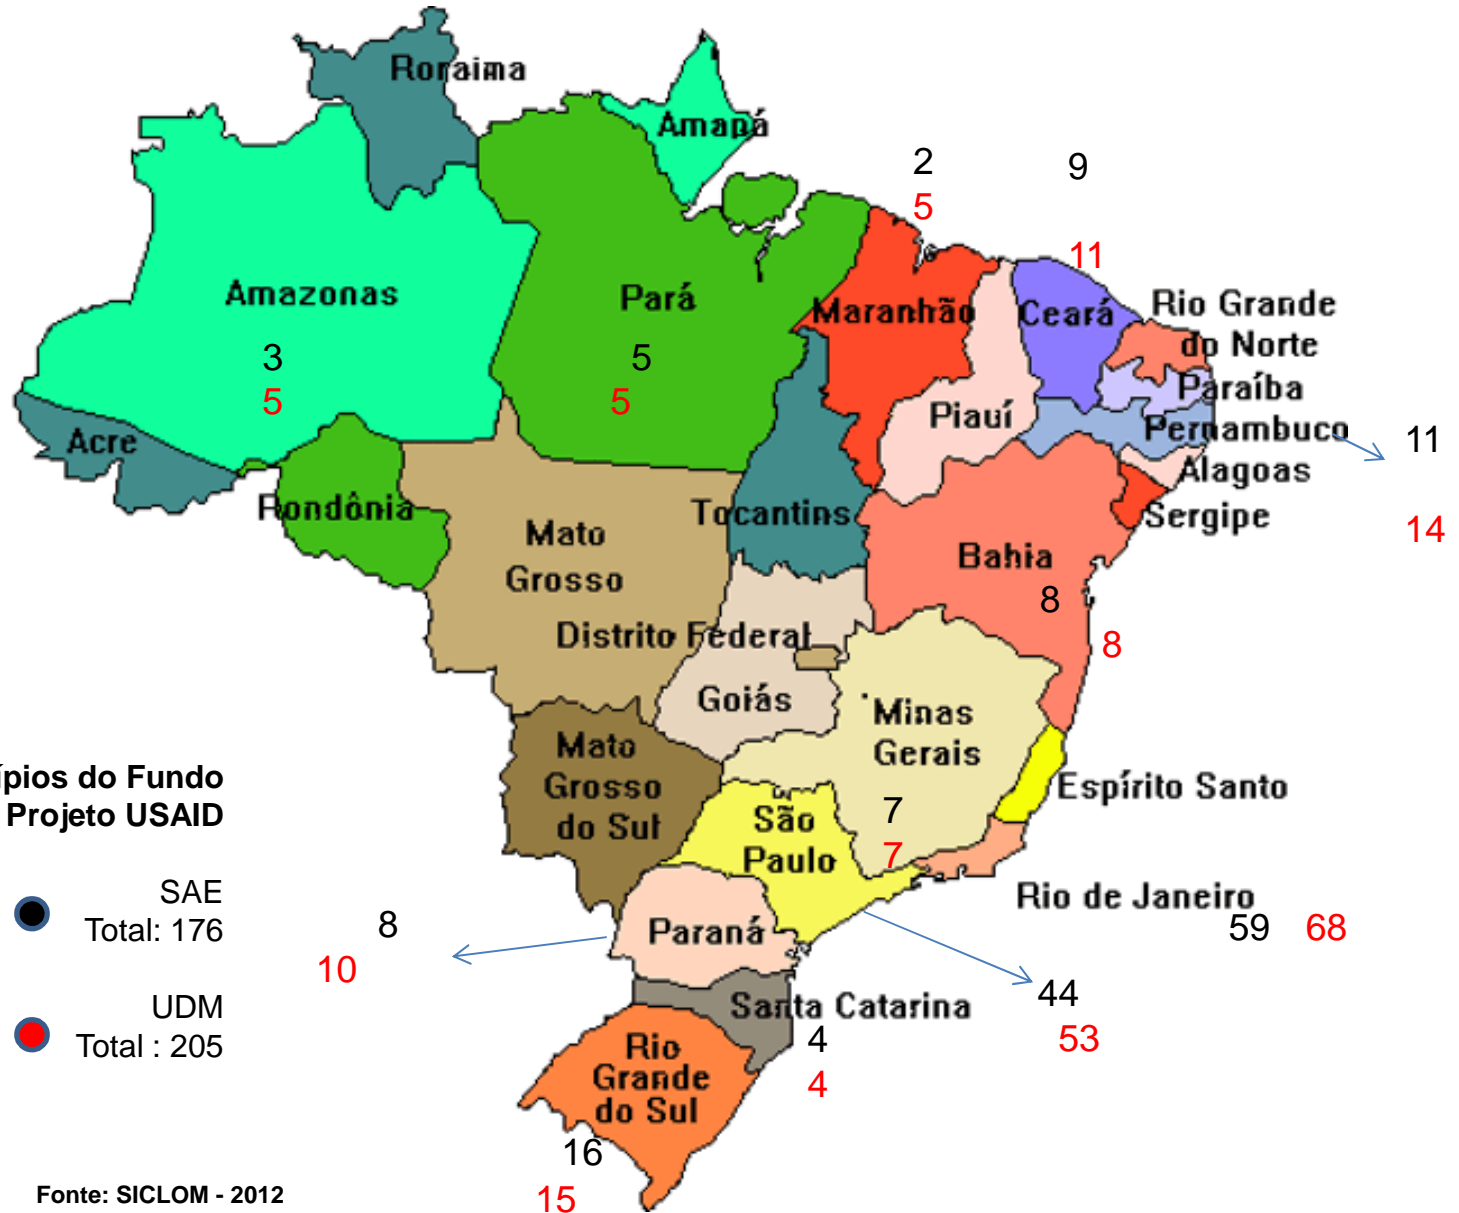 Roraima
Amapá
2
9
5
11
Amazonas
Pará
Maranhão
Ceará
Rio Grande
do Norte
3
5
5
5
Paraíba
Piauí
Pernambuco
11
Acre
Alagoas
Rondônia
Tocantins
Sergipe
14
Mato
Grosso
Bahia
8
8
Distrito Federal
Goiás
Minas
Gerais
Mato
Grosso
do Sul
ípios do Fundo
Projeto USAID
Espírito Santo
São
Paulo
7
7
SAE
Total: 176
Rio de Janeiro
59 68
8
10
Paraná
44
53
UDM
Total : 205
Santa Catarina
4
4
Rio
Grande
do Sul
16
15
Fonte: SICLOM - 2012